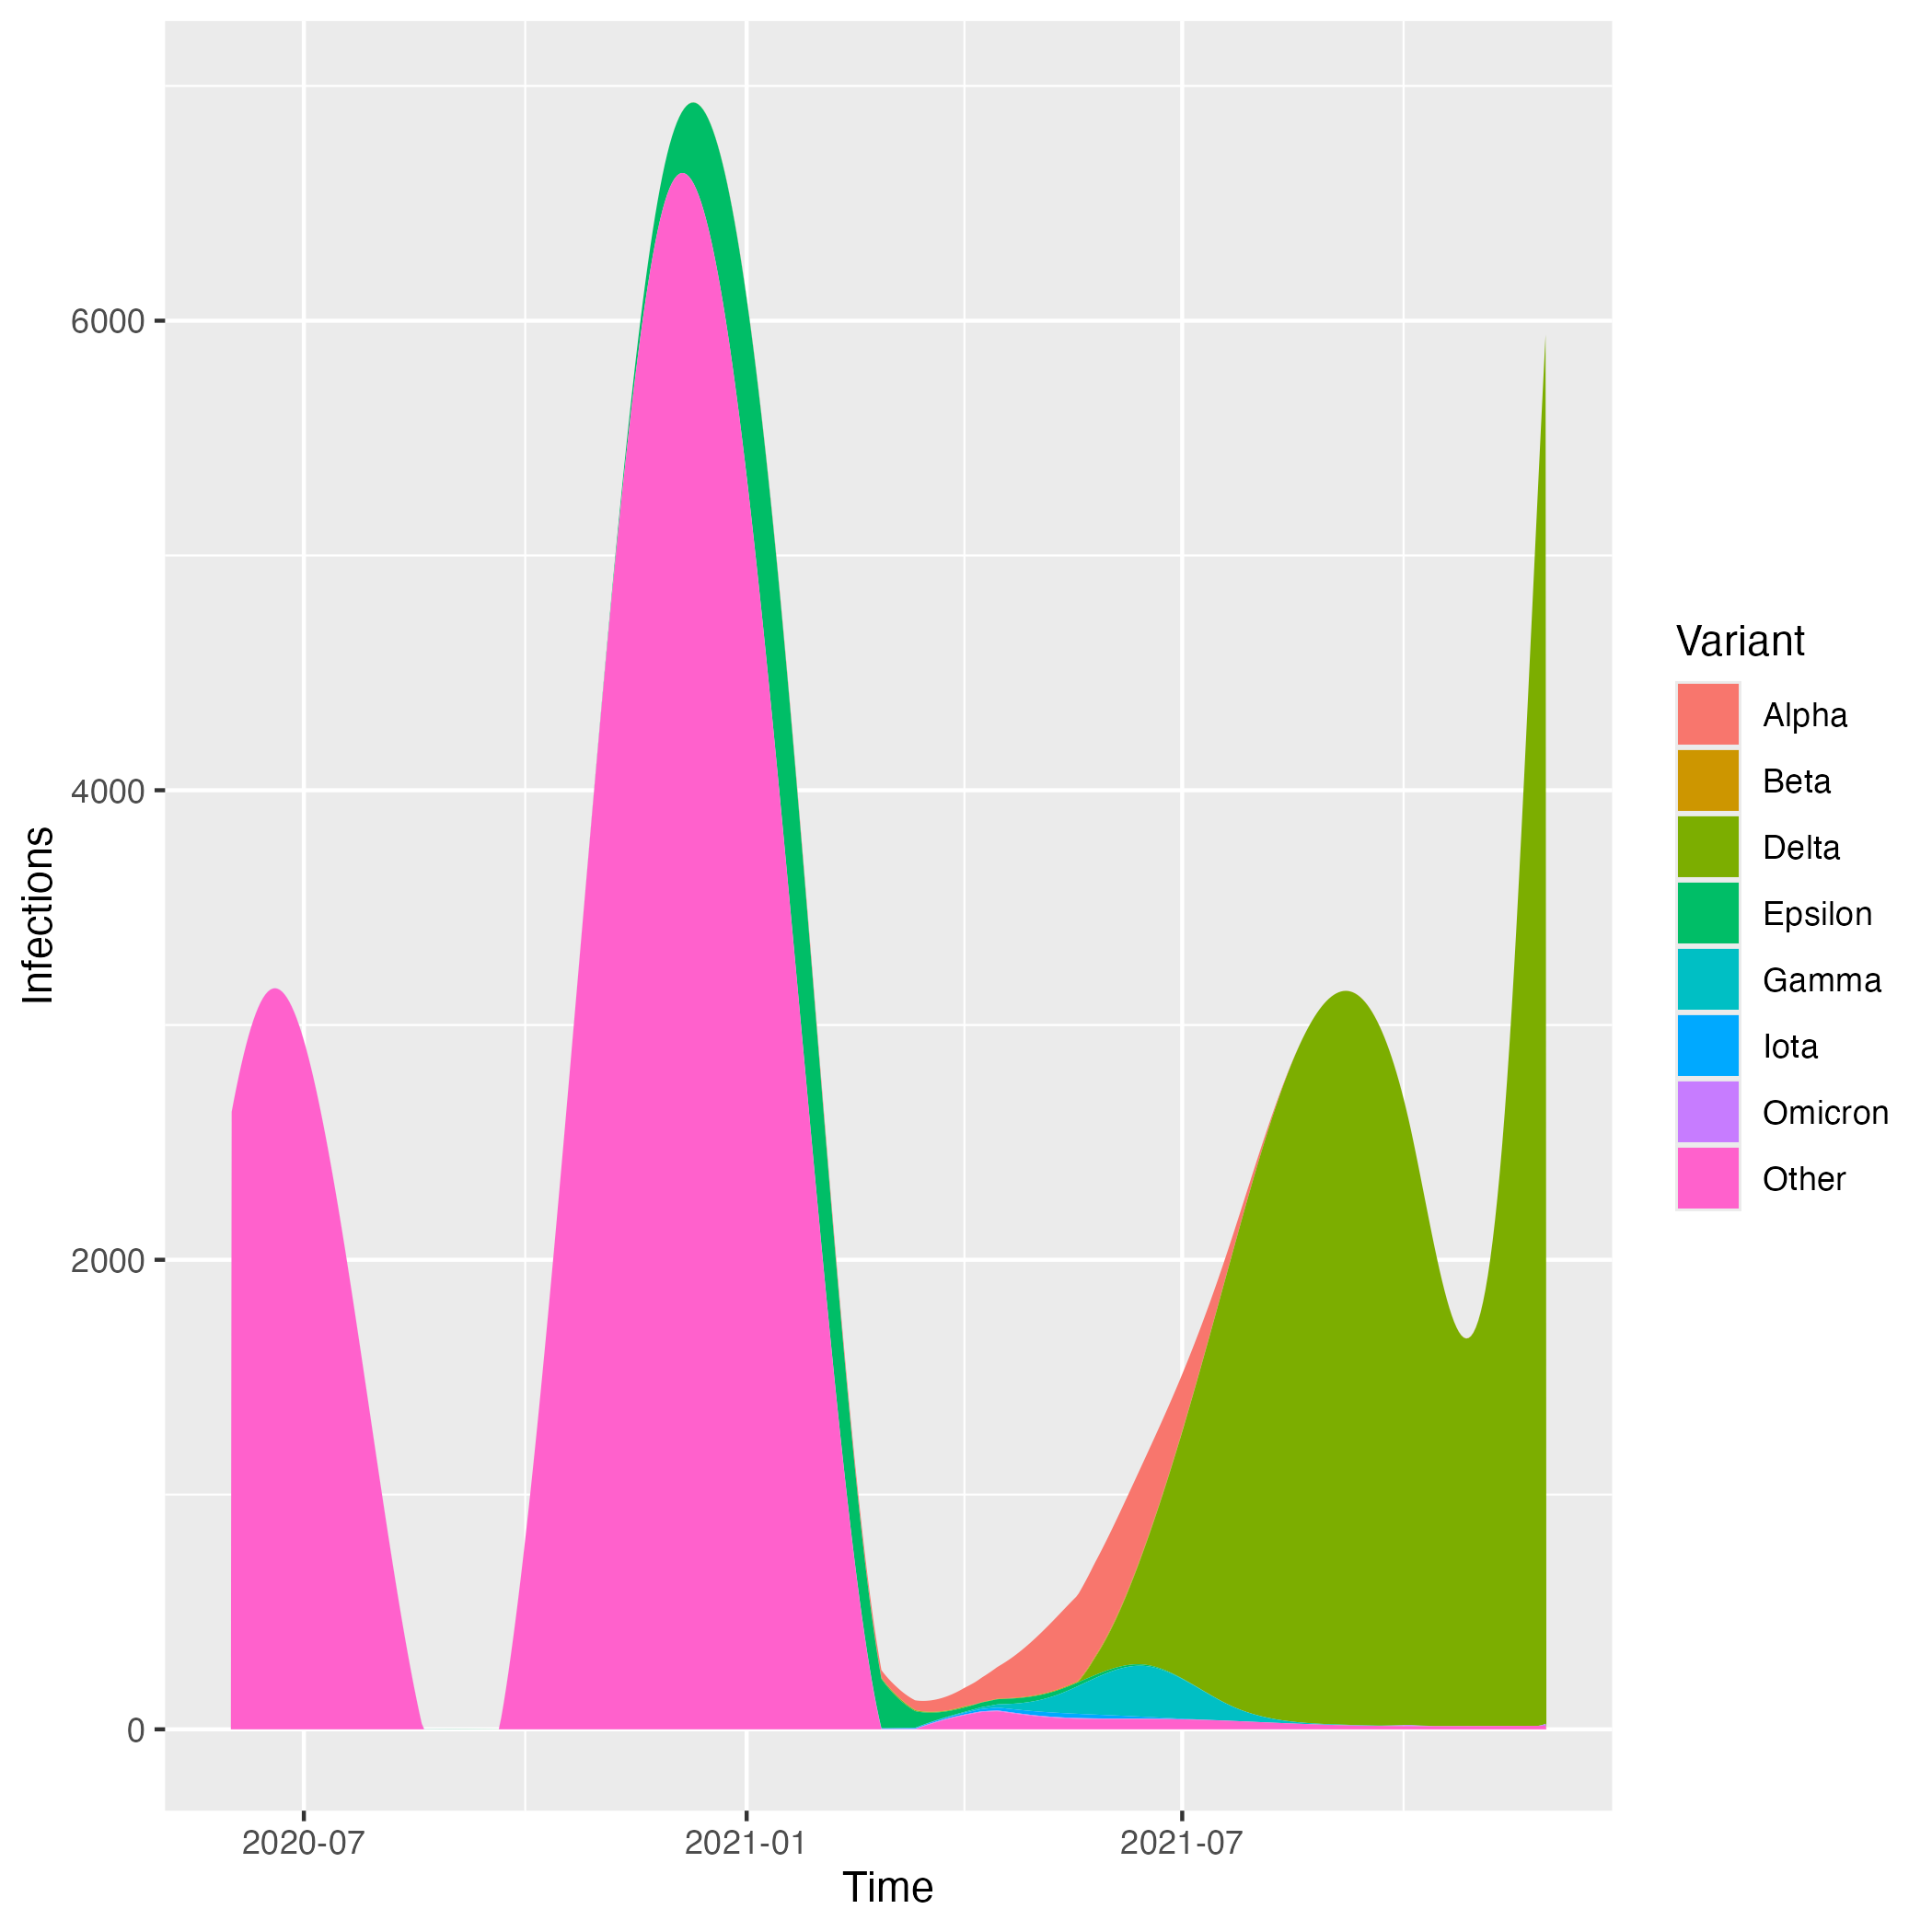 Infections
6000
4000
2000
0
2020-07
2021-01
2021-07
Time
Variant
Alpha
Beta
Delta
Epsilon
Gamma
Iota
Omicron
Other